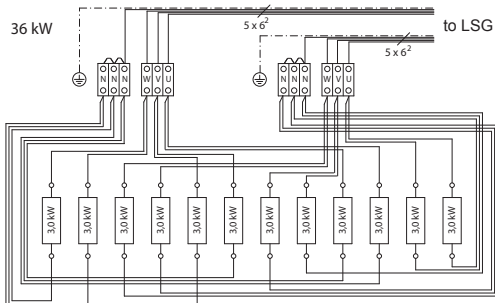 36 kW
5 x 6²
to LSG
5 x 6²
N N N W V U
N N N W V U
3,0 kW 3,0 kW 3,0 kW 3,0 kW 3,0 kW 3,0 kW 3,0 kW 3,0 kW 3,0 kW 3,0 kW 3,0 kW 3,0 kW